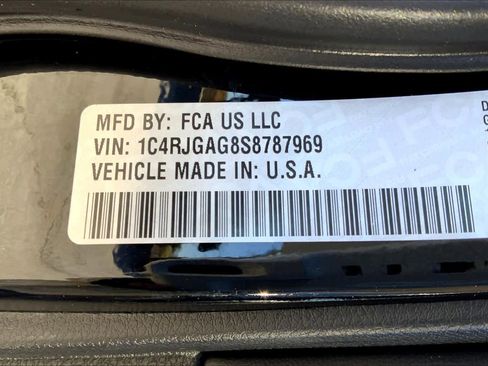 MFD BY: FCA US LLC
VIN: 1C4RJGAG8S8787969
VEHICLE MADE IN: U.S.A.